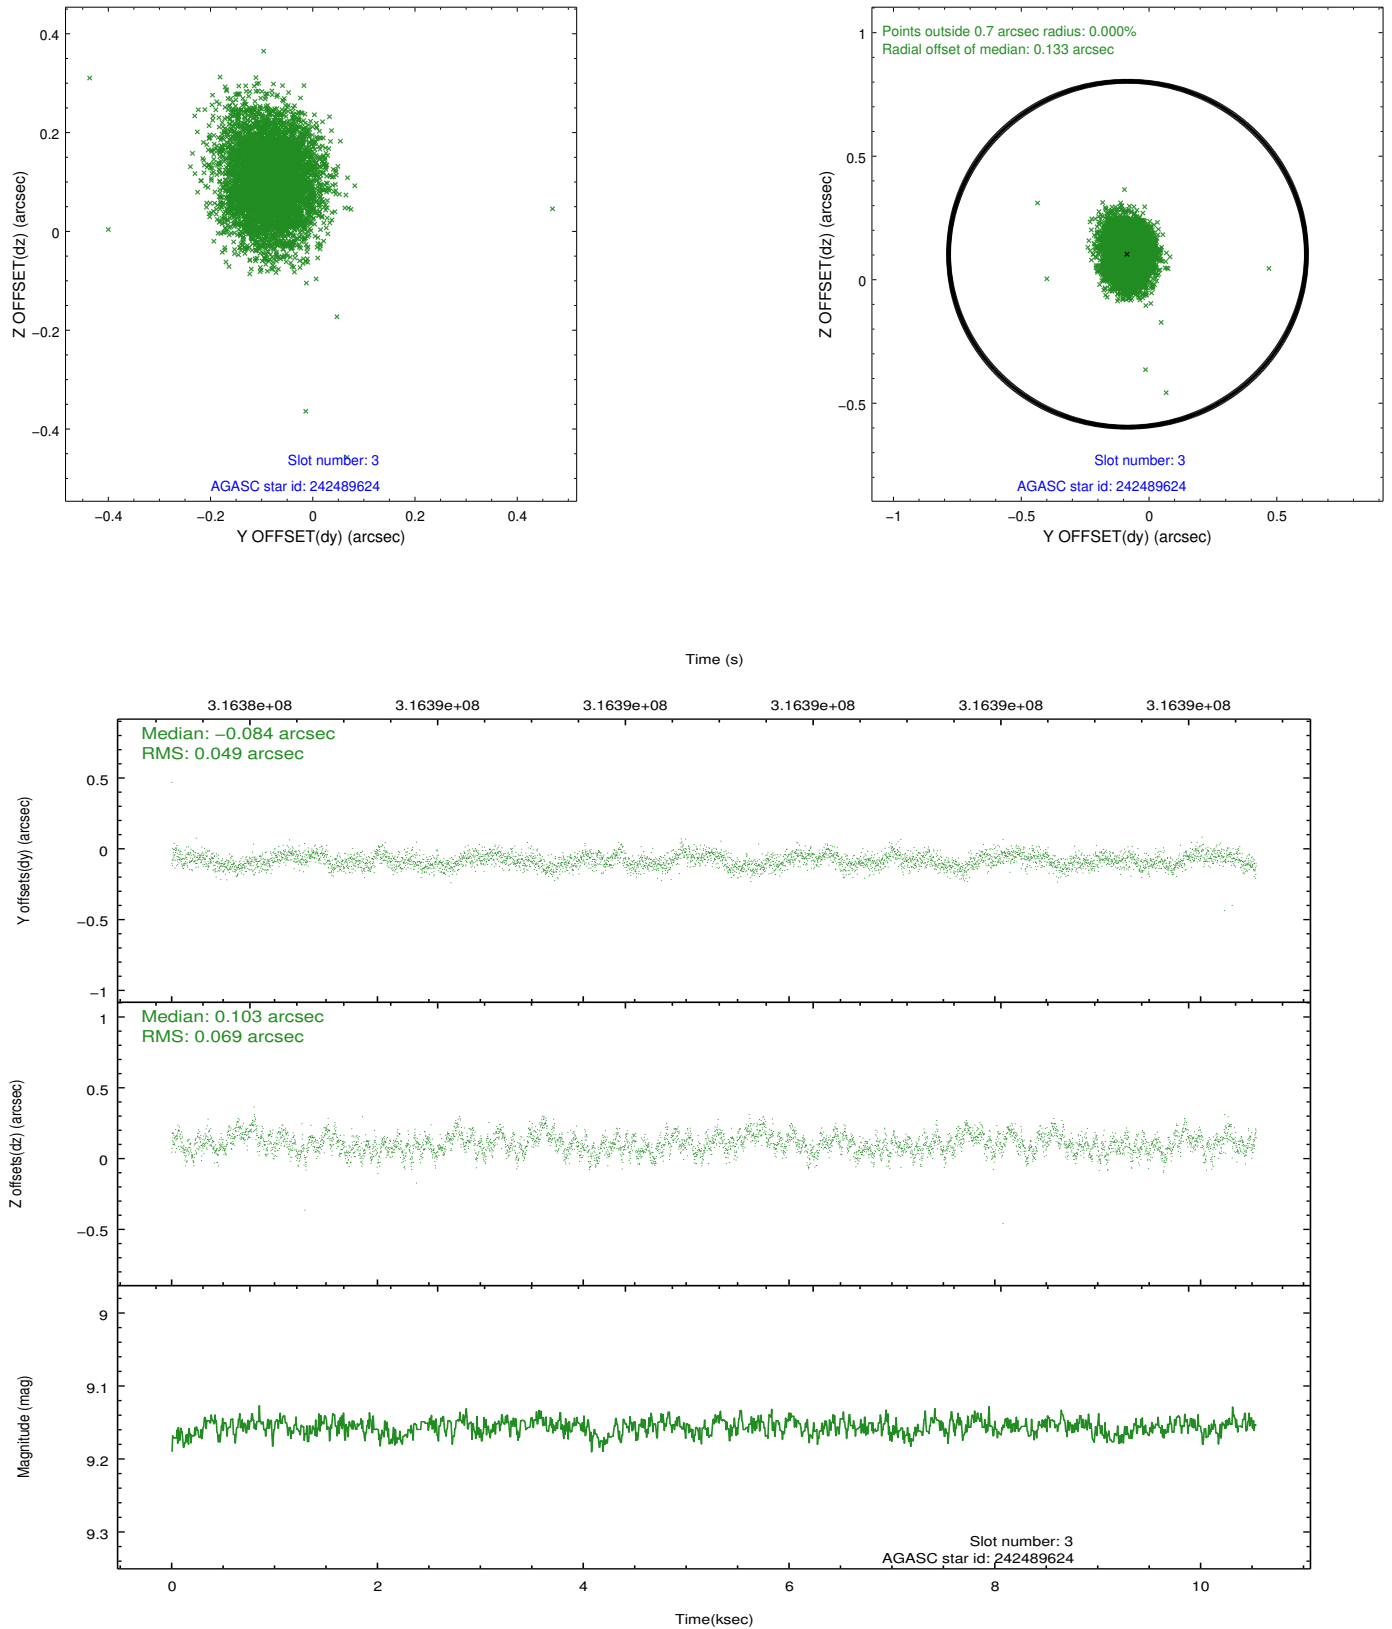 0.4
0.2
0
−0.2
−0.4
Z OFFSET(dz) (arcsec)
Slot number: 3
AGASC star id: 242489624
−0.4 −0.2 0 0.2 0.4
Y OFFSET(dy) (arcsec)
Points outside 0.7 arcsec radius: 0.000%
Radial offset of median: 0.133 arcsec
1
0.5
0
−0.5
Z OFFSET(dz) (arcsec)
Slot number: 3
AGASC star id: 242489624
−1 −0.5 0 0.5
Y OFFSET(dy) (arcsec)
Time (s)
3.1638e+08 3.1639e+08 3.1639e+08 3.1639e+08 3.1639e+08 3.1639e+08
Median: −0.084 arcsec
RMS: 0.049 arcsec
0.5
0
−0.5
−1
Y offsets(dy) (arcsec)
Median: 0.103 arcsec
RMS: 0.069 arcsec
1
0.5
0
−0.5
Z offsets(dz) (arcsec)
9
9.1
9.2
9.3
Magnitude (mag)
Slot number: 3
AGASC star id: 242489624
0 2 4 6 8 10
Time(ksec)